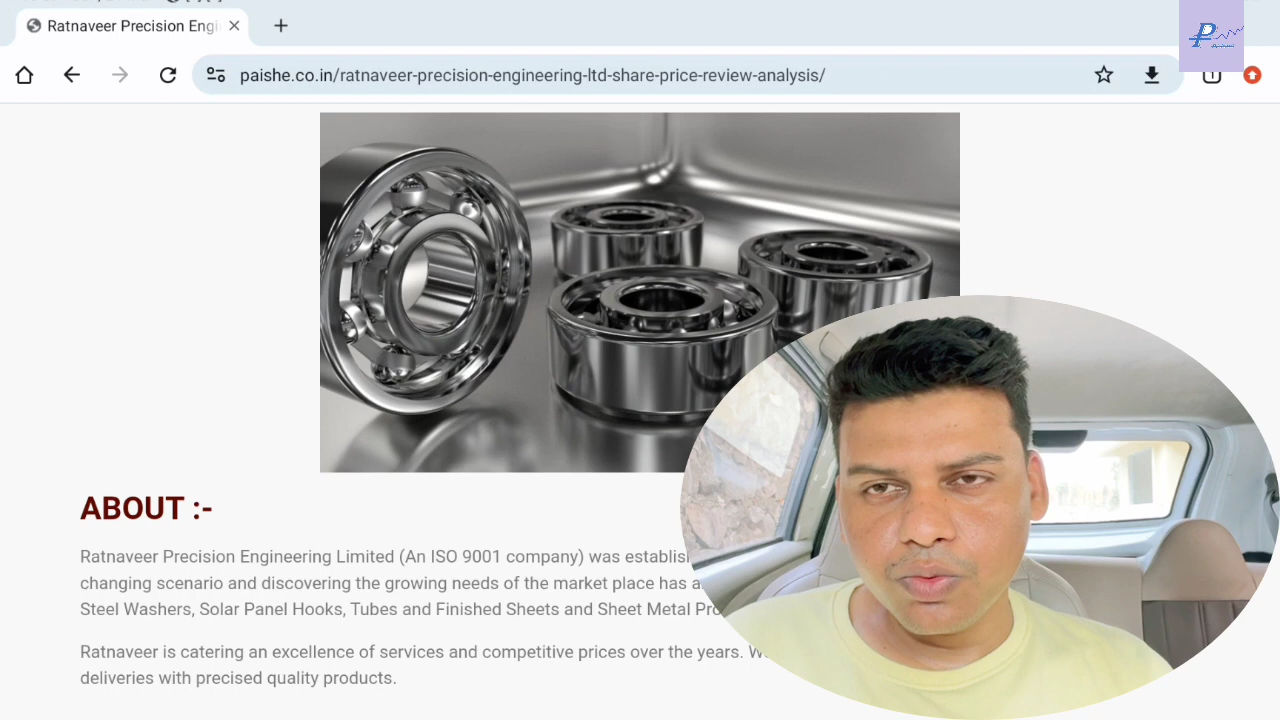 Ratnaveer Precision Engi
paishe.co.in/ratnaveer-precision-engineering-ltd-share-price-review-analysis/
ABOUT :-
Ratnaveer Precision Engineering Limited (An ISO 9001 company) was
changing scenario and discovering the growing needs of the market place has
Steel Washers, Solar Panel Hooks, Tubes and Finished Sheets and Sheet Metal
Ratnaveer is catering an excellence of services and competitive prices over the years.
deliveries with precised quality products.